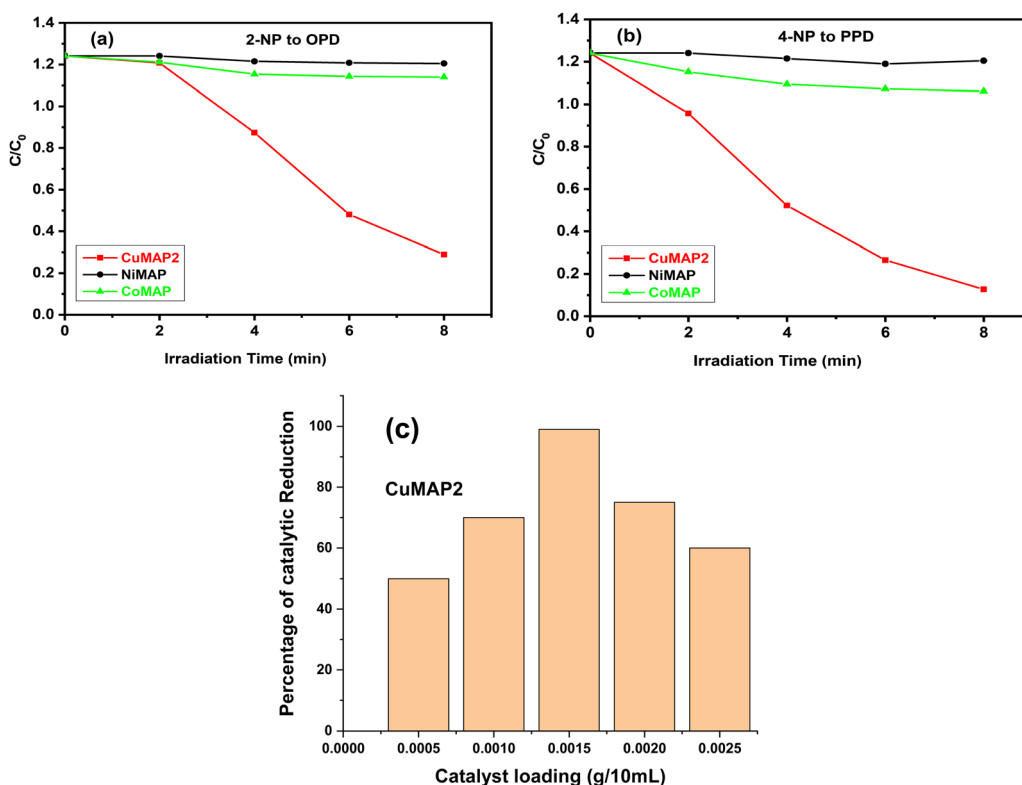 (a)
2-NP to OPD
C/C0
1.4
1.2
1.0
0.8
0.6
0.4
0.2
0.0
CuMAP2
NiMAP
CoMAP
0 2 4 6 8
Irradiation Time (min)
(b)
4-NP to PPD
C/C0
1.4
1.2
1.0
0.8
0.6
0.4
0.2
0.0
CuMAP2
NiMAP
CoMAP
0 2 4 6 8
Irradiation Time (min)
(c)
CuMAP2
Percentage of catalytic Reduction
100
80
60
40
20
0
0.0000 0.0005 0.0010 0.0015 0.0020 0.0025
Catalyst loading (g/10mL)